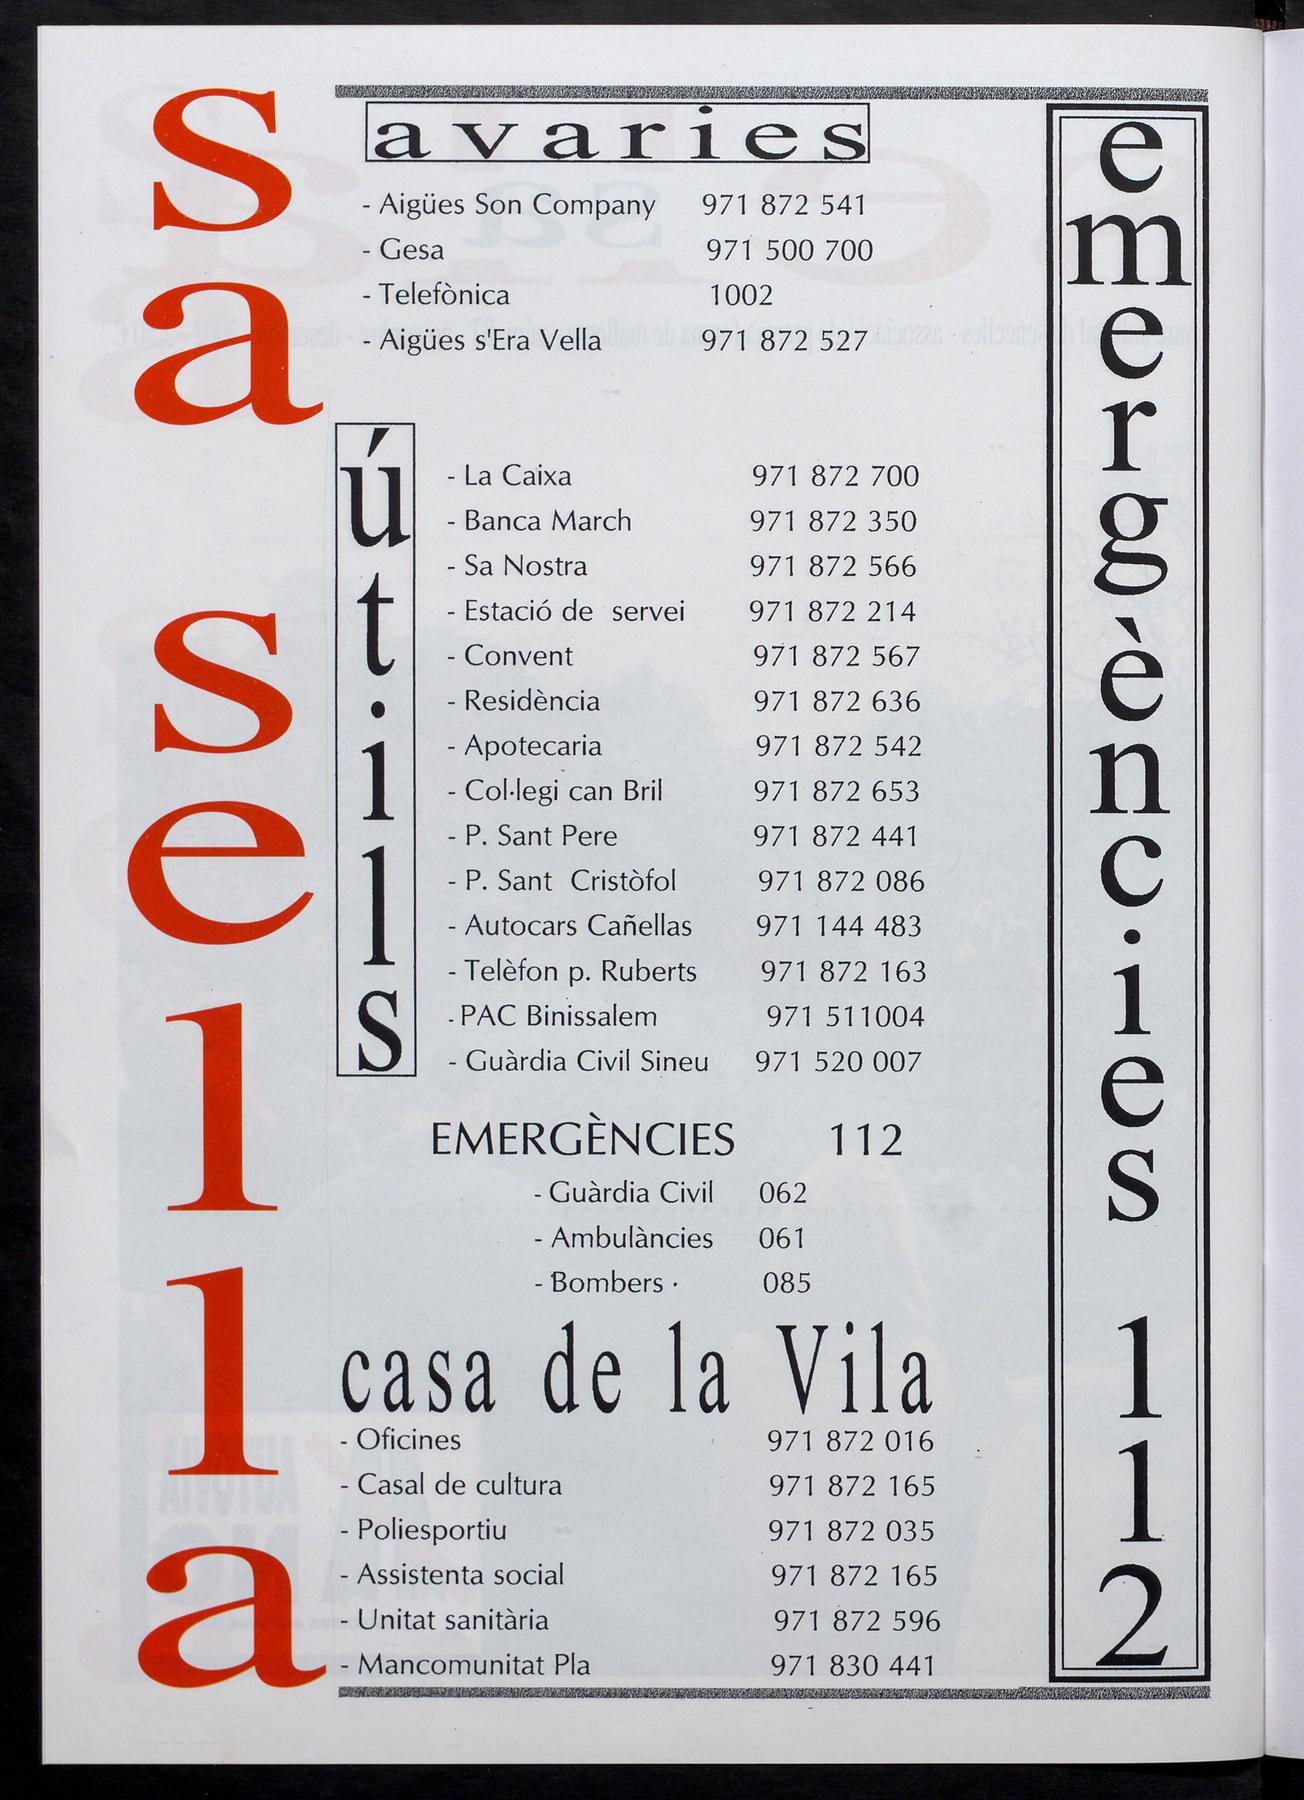 sa sella
avaries
- Aigües Son Company 971 872 541
- Gesa 971 500 700
- Telefònica 1002
- Aigües s'Era Vella 971 872 527
útils
- La Caixa 971 872 700
- Banca March 971 872 350
- Sa Nostra 971 872 566
- Estació de servei 971 872 214
- Convent 971 872 567
- Residència 971 872 636
- Apotecaria 971 872 542
- Col·legi can Bril 971 872 653
- P. Sant Pere 971 872 441
- P. Sant Cristòfol 971 872 086
- Autocars Cañellas 971 144 483
- Telèfon p. Ruberts 971 872 163
- PAC Binissalem 971 511004
- Guàrdia Civil Sineu 971 520 007
EMERGÈNCIES 112
- Guàrdia Civil 062
- Ambulàncies 061
- Bombers · 085
casa de la Vila
- Oficines 971 872 016
- Casal de cultura 971 872 165
- Poliesportiu 971 872 035
- Assistenta social 971 872 165
- Unitat sanitària 971 872 596
- Mancomunitat Pla 971 830 441
emergéncies 112